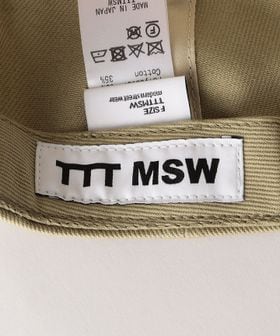 MADE IN JAPAN
TTTMSW
Cotton 35%
F SIZE
TTTMSW
modern street wear
TTT MSW